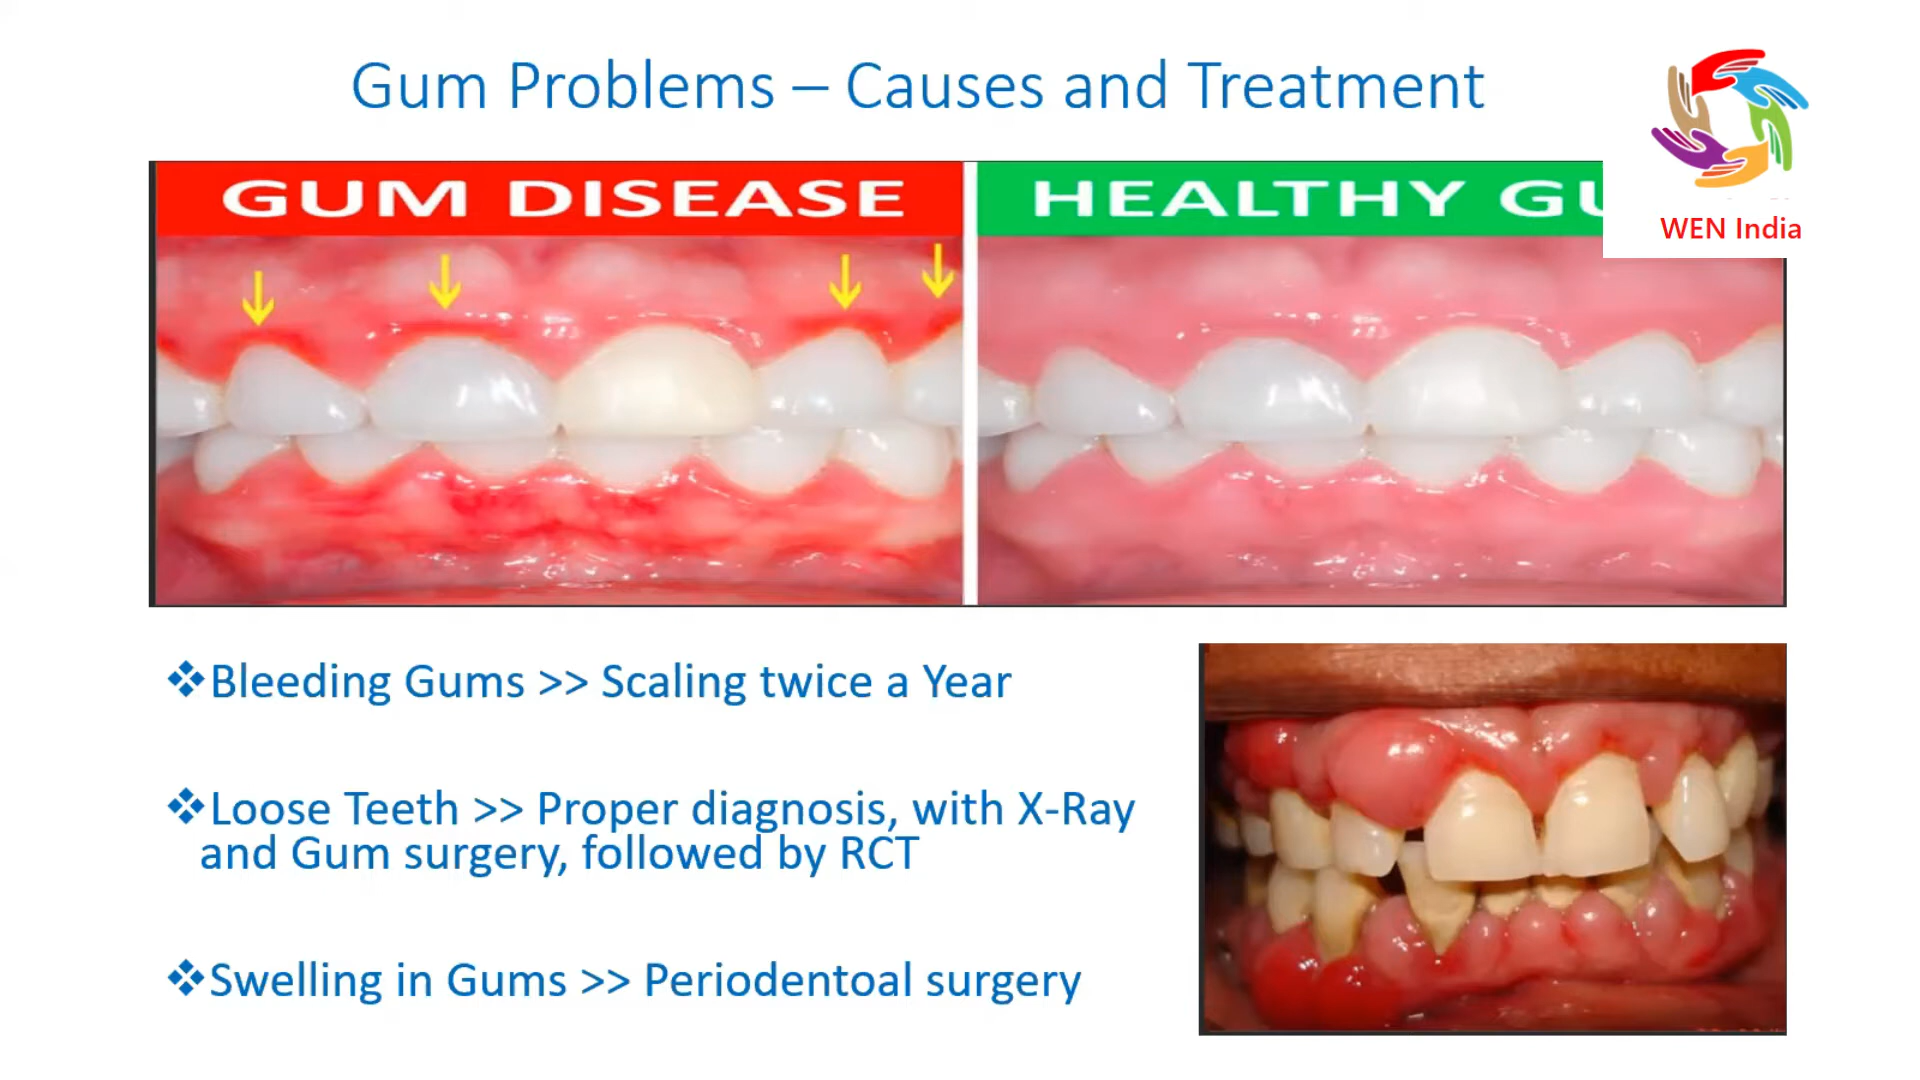 Gum Problems – Causes and Treatment
GUM DISEASE
HEALTHY
WEN India
❖Bleeding Gums >> Scaling twice a Year
❖Loose Teeth >> Proper diagnosis, with X-Ray
and Gum surgery, followed by RCT
❖Swelling in Gums >> Periodentoal surgery